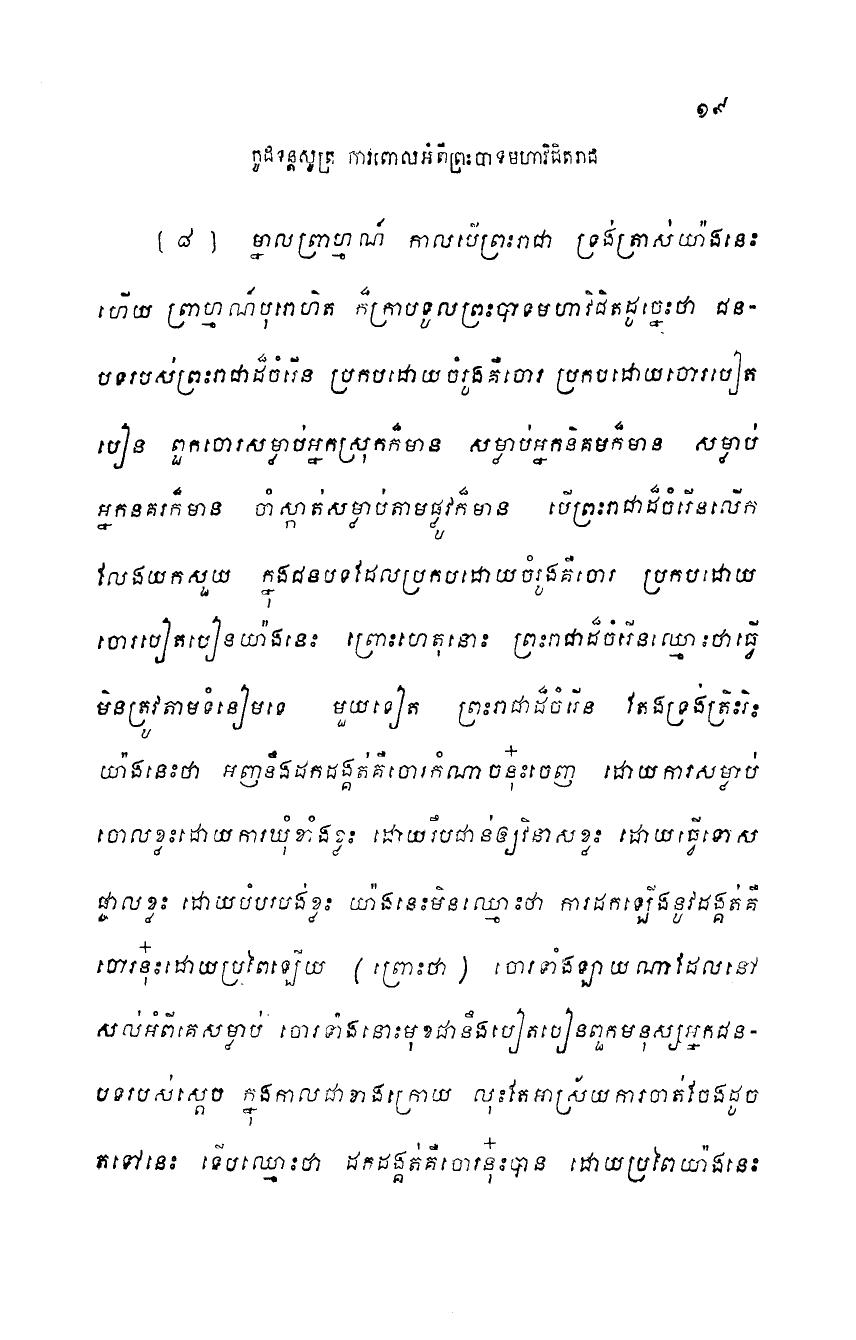 ១៩
កូដទន្តសូត្រ ការពោលអំពីព្រះបាទមហាវិជិតរាជ
[ ៨ ] ម្នាលព្រាហ្មណ៍ កាលបើព្រះរាជា ទ្រង់ត្រាស់យ៉ាងនេះ
ហើយ ព្រាហ្មណ៍បុរោហិត ក៏ក្រាបទូលព្រះបាទមហាវិជិតដូច្នេះថា ជន-
បទរបស់ព្រះរាជាដ៏ចំរើន ប្រកបដោយចំរូងគឺចោរ ប្រកបដោយចោរបៀត
បៀន ពួកចោរសម្លាប់អ្នកស្រុកក៏មាន សម្លាប់អ្នកនិគមក៏មាន សម្លាប់
អ្នកនគរក៏មាន ចាំស្កាត់សម្លាប់តាមផ្លូវក៏មាន បើព្រះរាជាដ៏ចំរើនលើក
លែងយកសួយ ក្នុងជនបទដែលប្រកបដោយចំរូងគឺចោរ ប្រកបដោយ
ចោរបៀតបៀនយ៉ាងនេះ ព្រោះហេតុនោះ ព្រះរាជាដ៏ចំរើនឈ្មោះថាធ្វើ
មិនត្រូវតាមទំនៀមទេ មួយទៀត ព្រះរាជាដ៏ចំរើន តែងទ្រង់ត្រិះរិះ
យ៉ាងនេះថា អញនឹងដកដង្គត់គឺចោរកំណាចនុ៎ះចេញ ដោយការសម្លាប់
ចោលខ្លះដោយការឃុំខាំងខ្លះ ដោយរឹបជាន់ឲ្យវិនាសខ្លះ ដោយធ្វើទោស
ផ្ចាលខ្លះ ដោយបំបរបង់ខ្លះ យ៉ាងនេះមិនឈ្មោះថា ការដកឡើងនូវដង្គត់គឺ
ចោរនុ៎ះដោយប្រពៃឡើយ ( ព្រោះថា ) ចោរទាំងឡាយណាដែលនៅ
សល់អំពីគេសម្លាប់ ចោរទាំងនោះមុខជានឹងបៀតបៀនពួកមនុស្សអ្នកជន-
បទរបស់ស្តេច ក្នុងកាលជាខាងក្រោយ លុះតែអាស្រ័យការចាត់ចែងដូច
តទៅនេះ ទើបឈ្មោះថា ដកដង្គត់គឺចោរនុ៎ះបាន ដោយប្រពៃយ៉ាងនេះ